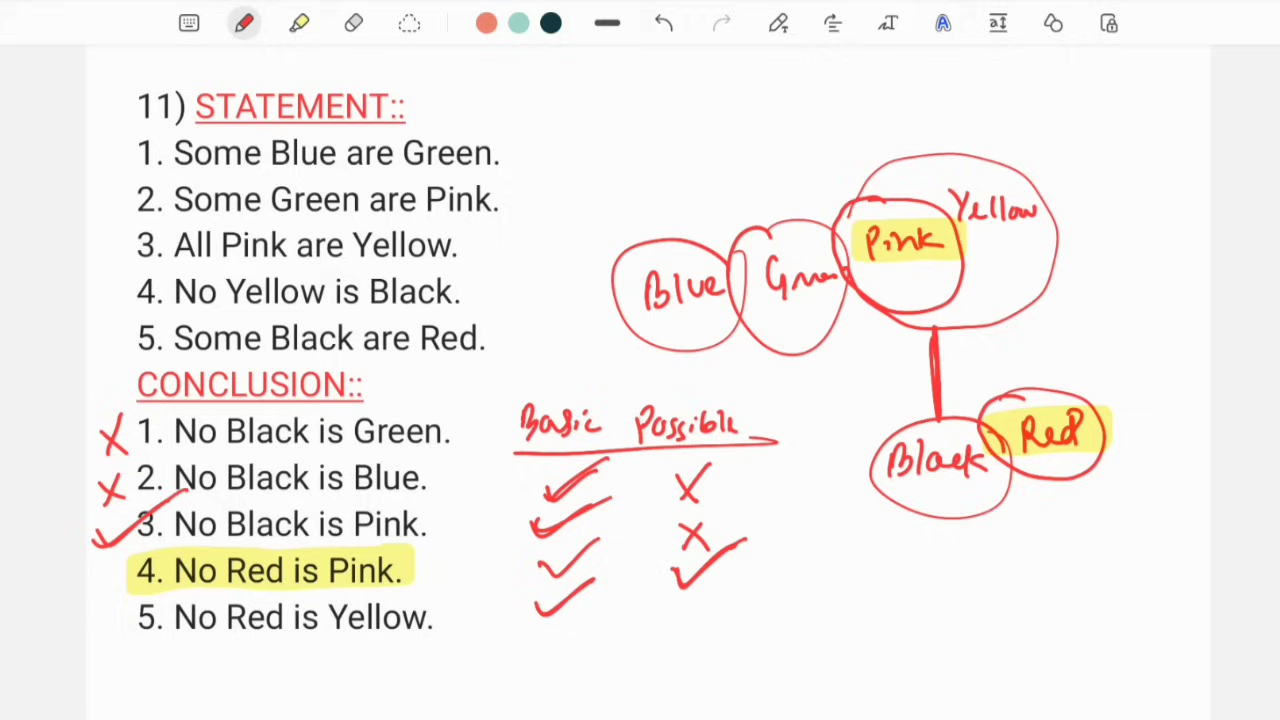 11) STATEMENT::
1. Some Blue are Green.
2. Some Green are Pink.
3. All Pink are Yellow.
4. No Yellow is Black.
5. Some Black are Red.
CONCLUSION::
X 1. No Black is Green.
X 2. No Black is Blue.
3. No Black is Pink.
4. No Red is Pink.
5. No Red is Yellow.
Basic Possible
X
X
Yellow
Pink
Blue Green
Black Red